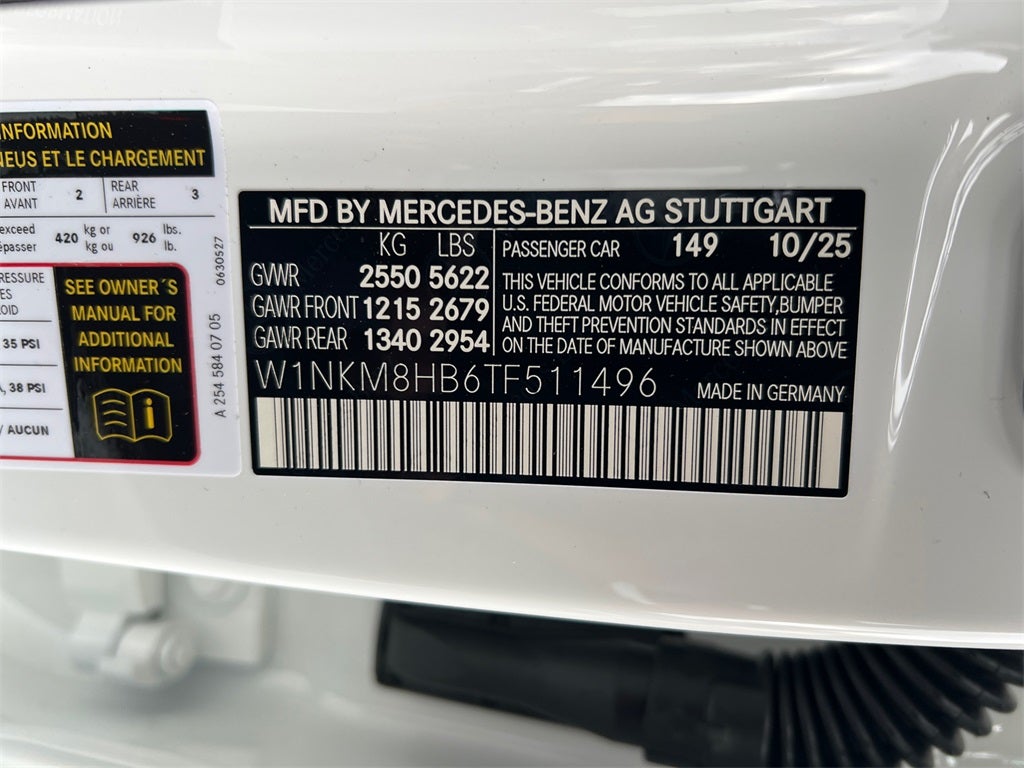 INFORMATION
NEUS ET LE CHARGEMENT
FRONT
AVANT
2
REAR
ARRIÈRE
3
exceed
420
kg or
kg ou
926
lbs.
lb.
SEE OWNER´S
MANUAL FOR
ADDITIONAL
INFORMATION
35 PSI
38 PSI
/ AUCUN
0630527
A 254 584 07 05
MFD BY MERCEDES-BENZ AG STUTTGART
KG LBS
GVWR 2550 5622
GAWR FRONT 1215 2679
GAWR REAR 1340 2954
PASSENGER CAR 149 10/25
THIS VEHICLE CONFORMS TO ALL APPLICABLE
U.S. FEDERAL MOTOR VEHICLE SAFETY,BUMPER
AND THEFT PREVENTION STANDARDS IN EFFECT
ON THE DATE OF MANUFACTURE SHOWN ABOVE
W1NKM8HB6TF511496
MADE IN GERMANY